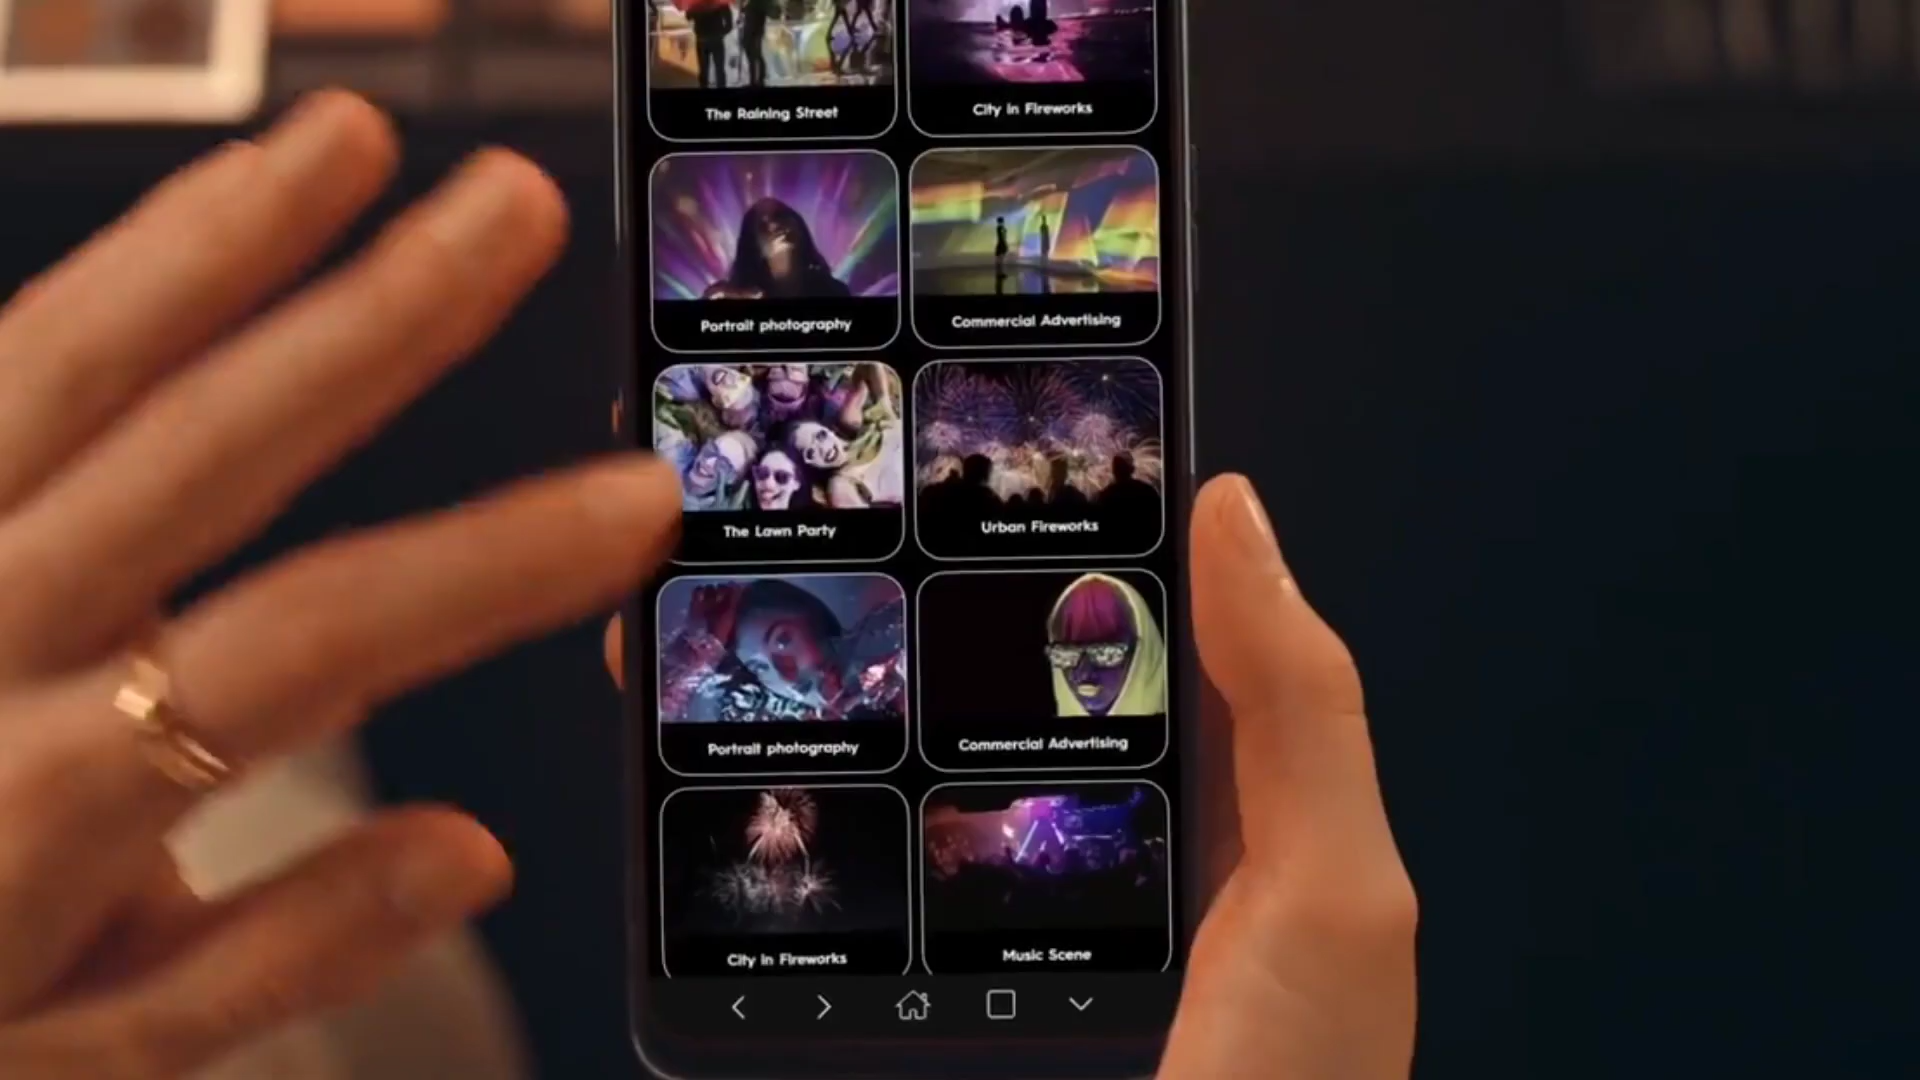 The Raining Street
City in Fireworks
Portrait photography
Commercial Advertising
The Lawn Party
Urban Fireworks
Portrait photography
Commercial Advertising
City in Fireworks
Music Scene